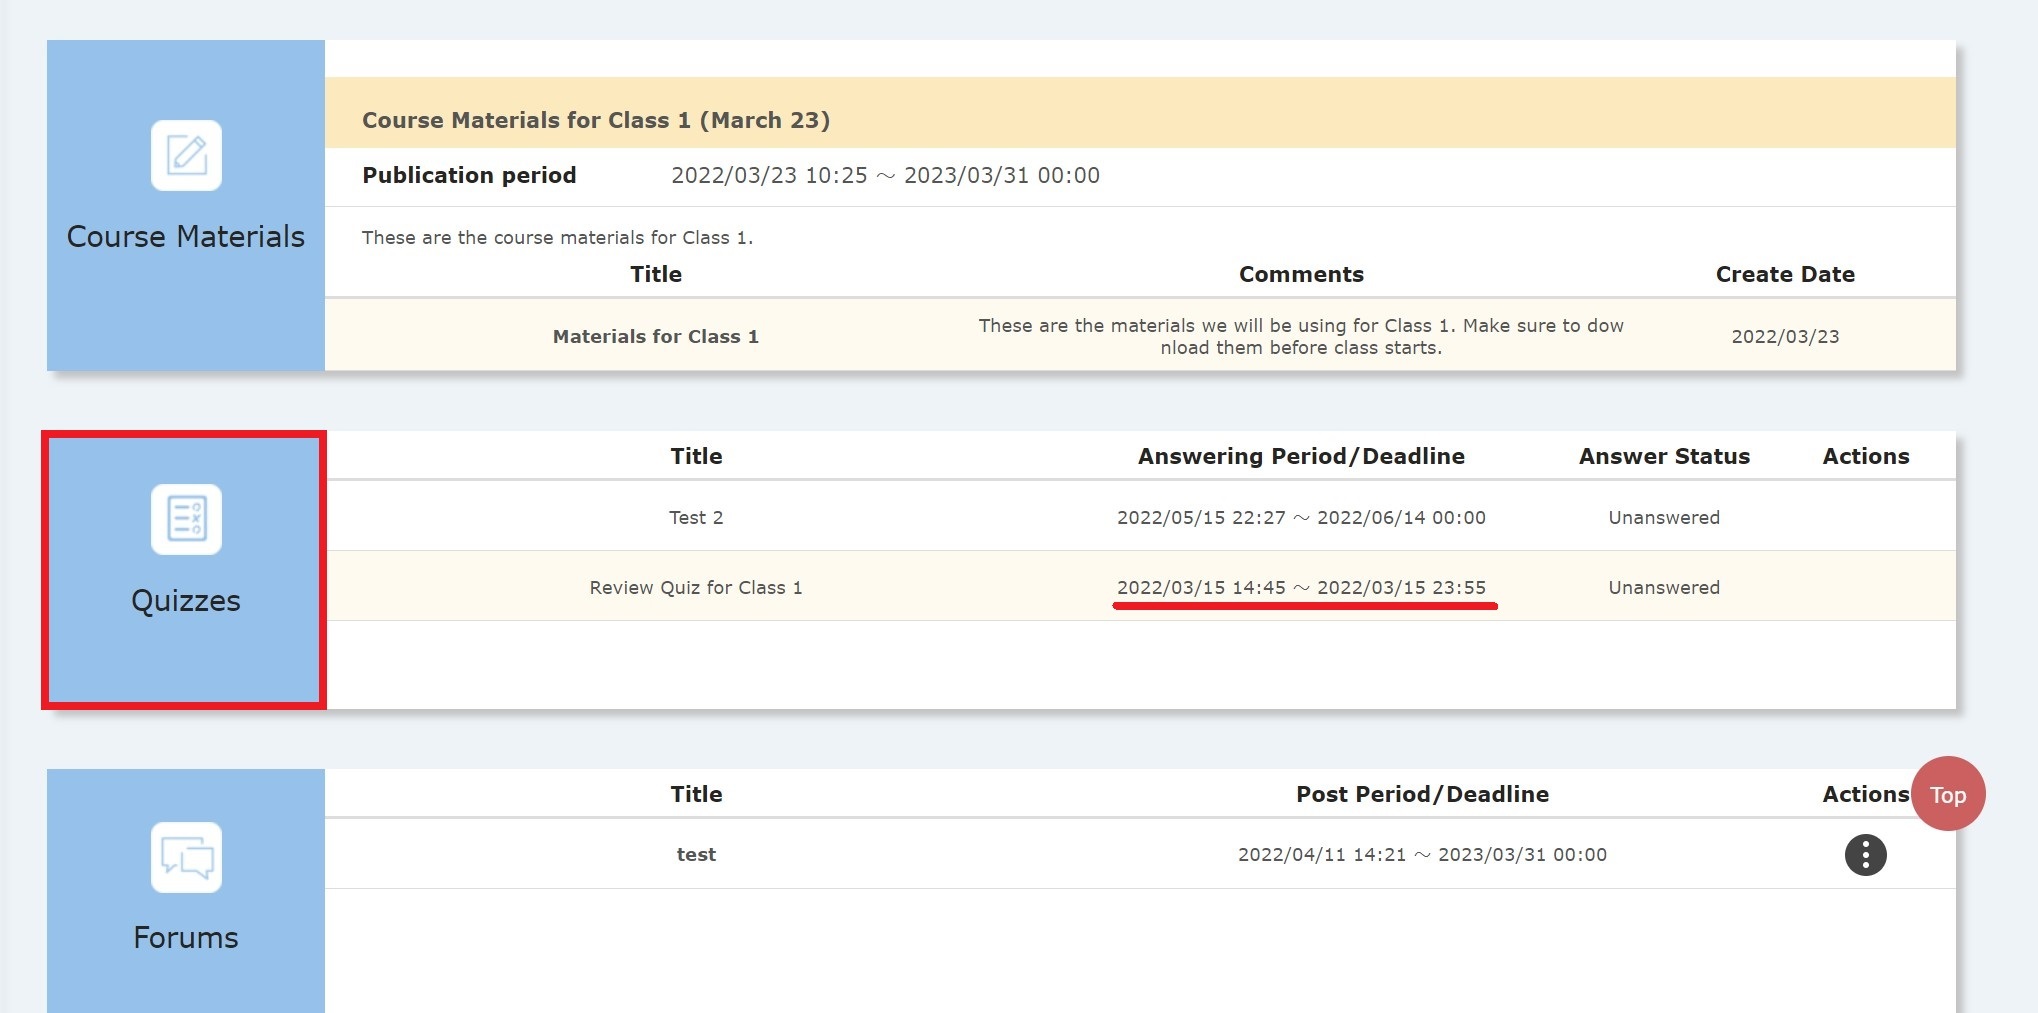 Course Materials
Course Materials for Class 1 (March 23)
Publication period 2022/03/23 10:25 ～ 2023/03/31 00:00
These are the course materials for Class 1.
Title Comments Create Date
Materials for Class 1 These are the materials we will be using for Class 1. Make sure to dow
nload them before class starts. 2022/03/23
Quizzes
Title Answering Period/Deadline Answer Status Actions
Test 2 2022/05/15 22:27 ～ 2022/06/14 00:00 Unanswered
Review Quiz for Class 1 2022/03/15 14:45 ～ 2022/03/15 23:55 Unanswered
Forums
Title Post Period/Deadline Actions
Top
test 2022/04/11 14:21 ～ 2023/03/31 00:00